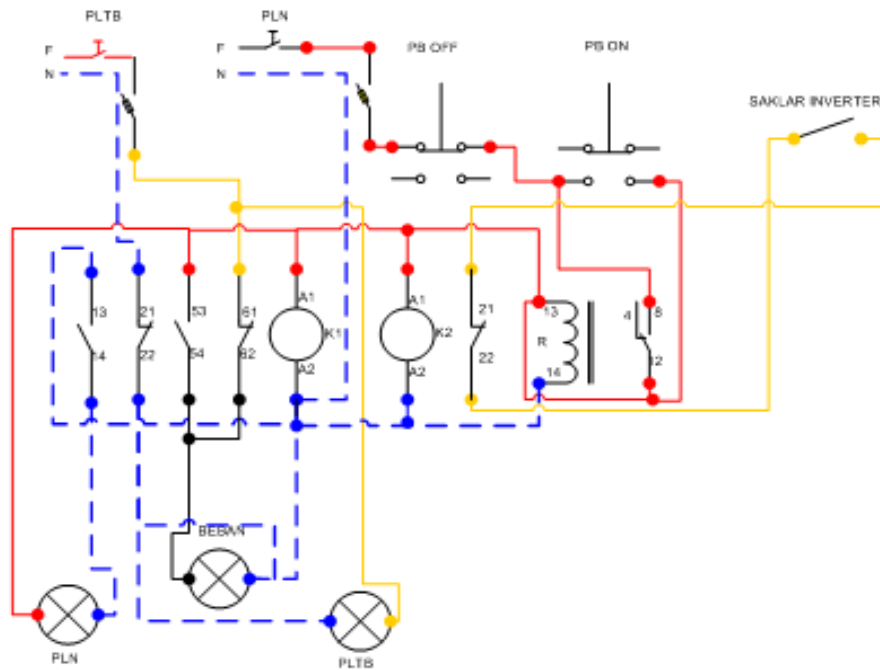 PLTB
PLN
F
F
PB OFF
PB ON
N
N
SAKLAR INVERTER
13
21
53
61
A1
K1
A1
K2
21
13
4
8
14
22
54
62
A2
A2
22
R
14
12
BEBAN
PLN
PLTB